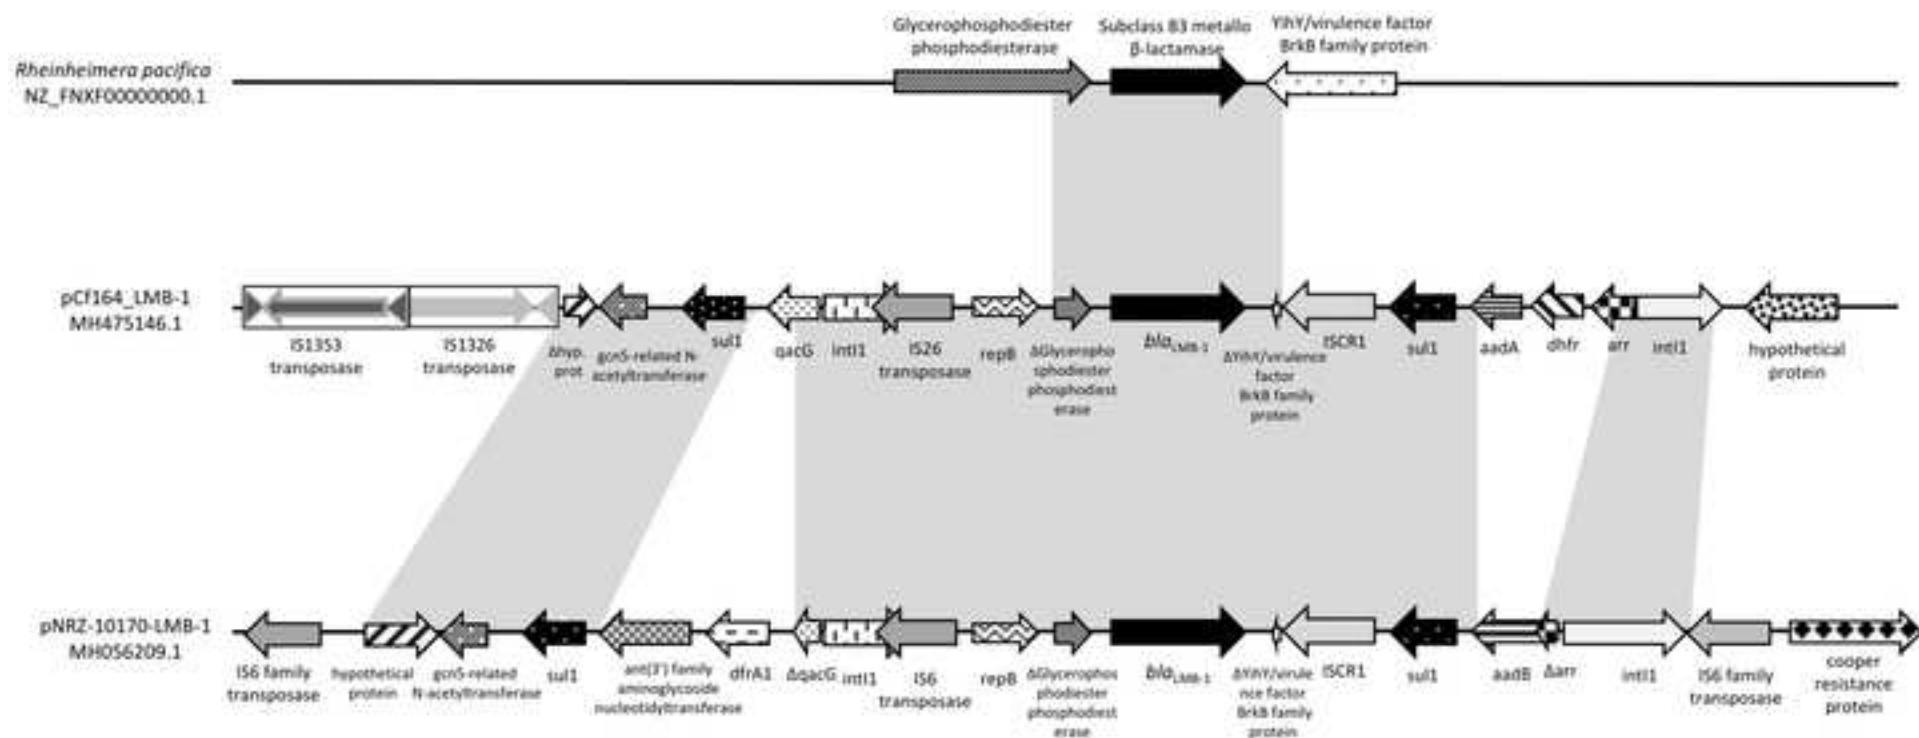 Glycerophosphodiester
phosphodiesterase
Subclass B3 metallo
β-lactamase
YihY/virulence factor
BrkB family protein
Rheinheimera pacifica
NZ_FNXF00000000.1
pCf164_LMB-1
MH475146.1
IS1353
transposase
IS1326
transposase
Δhyp.
prot
gcn5-related N-
acetyltransferase
sul1
qacG
intI1
IS26
transposase
repB
ΔGlyceropho
sphodiester
phosphodiest
erase
bla LMB-1
ΔYihY/virulence
factor
BrkB family
protein
ISCR1
sul1
aadA
dhfr
arr
intI1
hypothetical
protein
pNRZ-10170-LMB-1
MH056209.1
IS6 family
transposase
hypothetical
protein
gcn5-related
N-acetyltransferase
sul1
ant(3') family
aminoglycoside
nucleotidyltransferase
dfrA1
ΔqacG
intI1
IS6
transposase
repB
ΔGlycerophos
phodiester
phosphodiest
erase
bla LMB-1
ΔYihY/virule
nce factor
BrkB family
protein
ISCR1
sul1
aadB
Δarr
intI1
IS6 family
transposase
cooper
resistance
protein